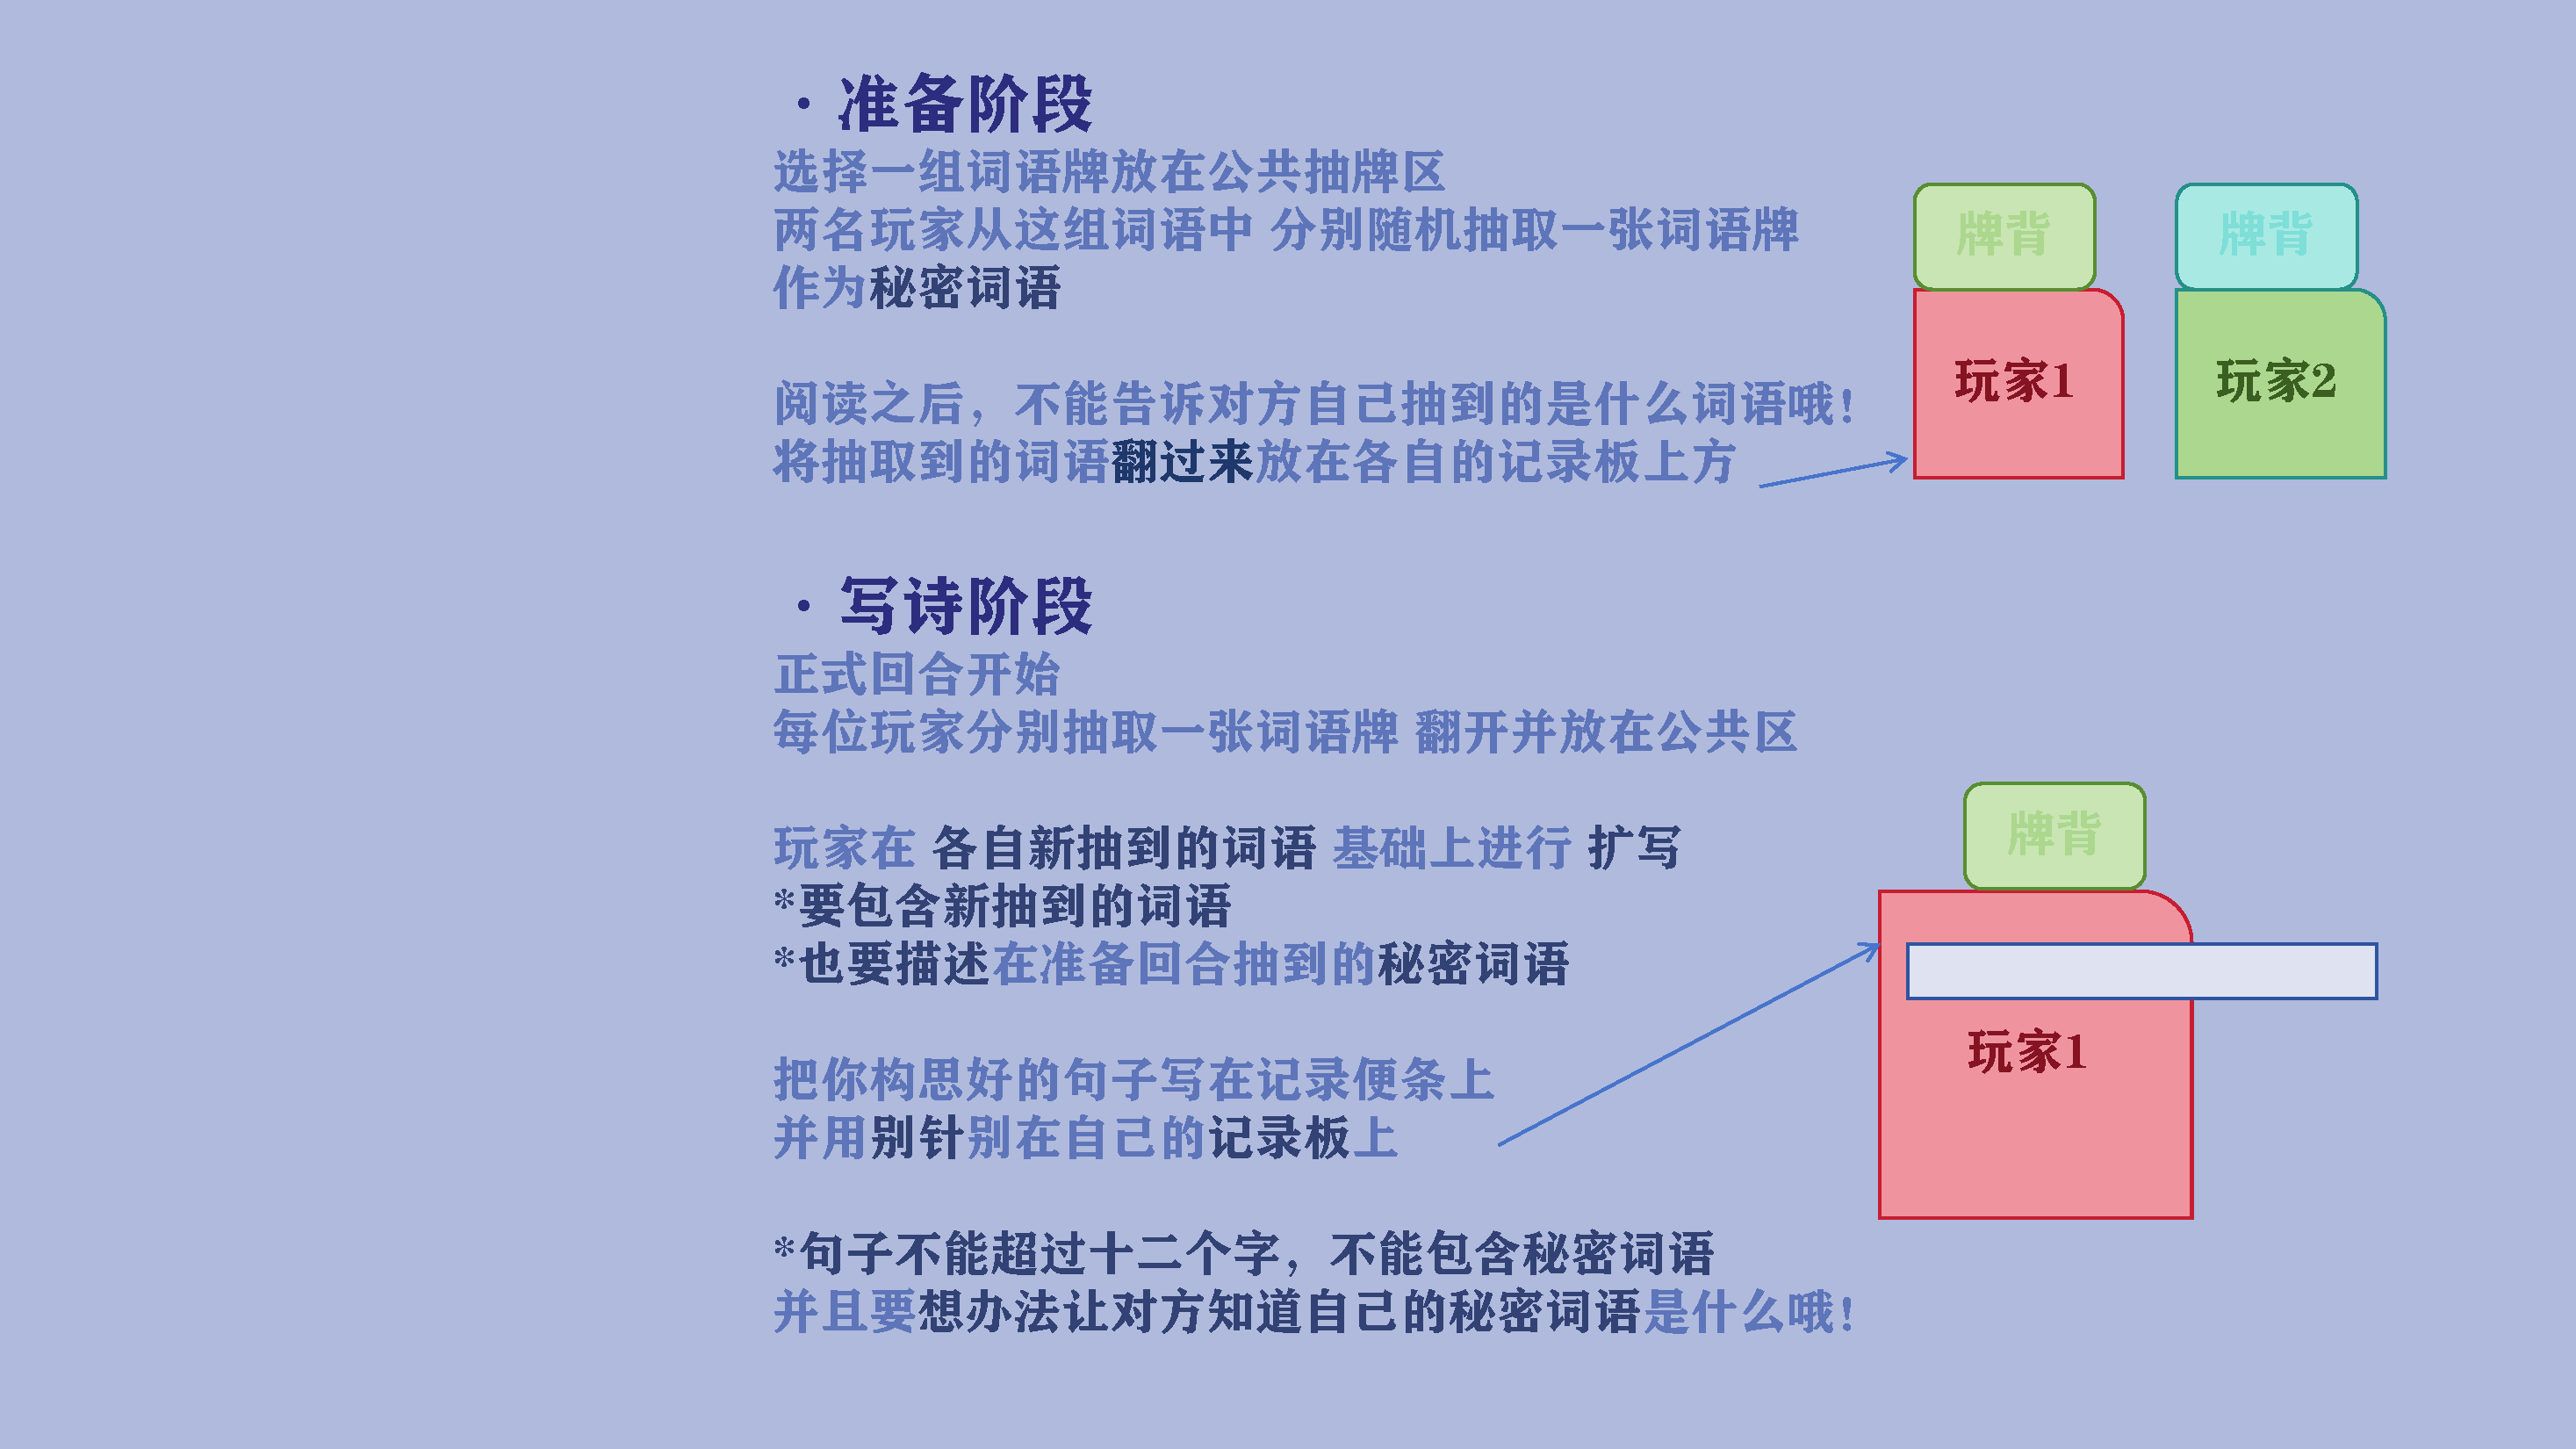 ·准备阶段
选择一组词语牌放在公共抽牌区
两名玩家从这组词语中 分别随机抽取一张词语牌
作为秘密词语
阅读之后，不能告诉对方自己抽到的是什么词语哦！
将抽取到的词语翻过来放在各自的记录板上方
牌背
牌背
玩家1
玩家2
·写诗阶段
正式回合开始
每位玩家分别抽取一张词语牌 翻开并放在公共区
玩家在 各自新抽到的词语 基础上进行 扩写
*要包含新抽到的词语
*也要描述在准备回合抽到的秘密词语
把你构思好的句子写在记录便条上
并用别针别在自己的记录板上
*句子不能超过十二个字，不能包含秘密词语
并且要想办法让对方知道自己的秘密词语是什么哦！
牌背
玩家1